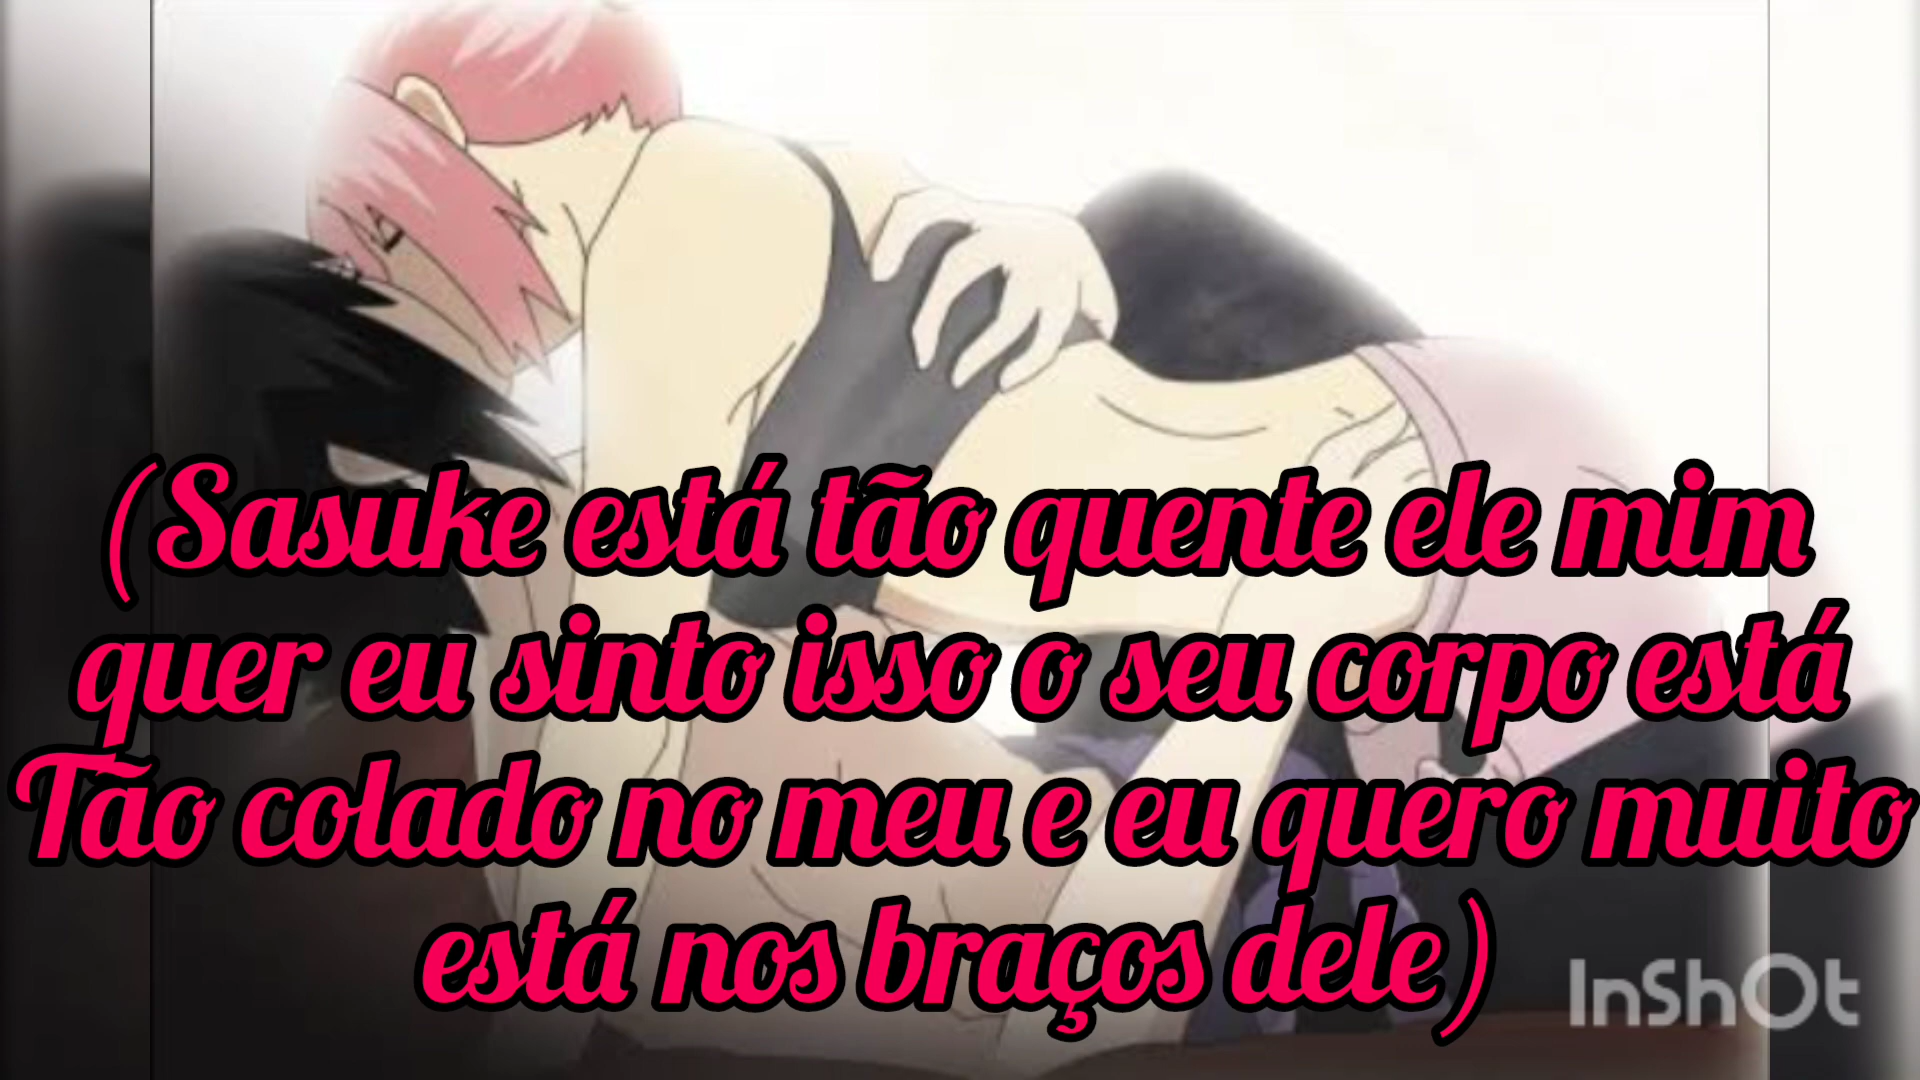 (Sasuke está tão quente ele mim
quer eu sinto isso o seu corpo está
Tão colado no meu e eu quero muito
está nos braços dele)
InShOt